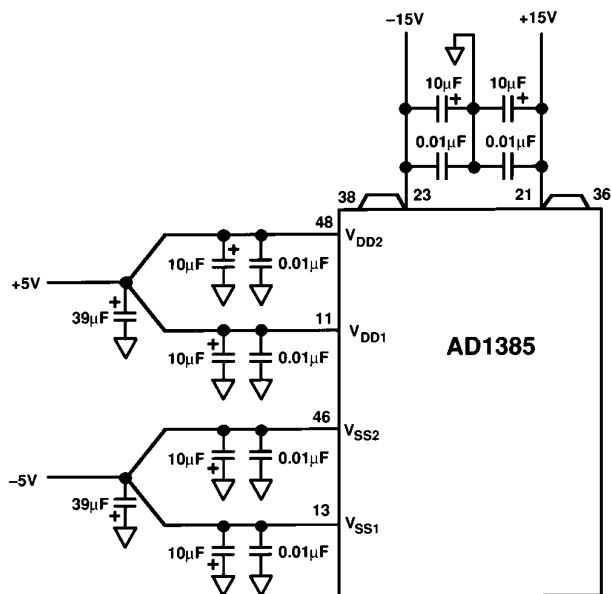 –15V +15V
10µF + 10µF +
0.01µF 0.01µF
38 23 21 36
48 VDD2
10µF + 0.01µF
+5V
39µF +
11 VDD1
10µF + 0.01µF
AD1385
46 VSS2
10µF + 0.01µF
–5V
39µF +
13 VSS1
10µF + 0.01µF